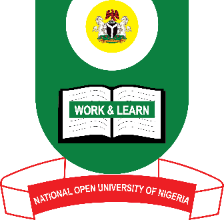 WORK & LEARN
NATIONAL OPEN UNIVERSITY OF NIGERIA